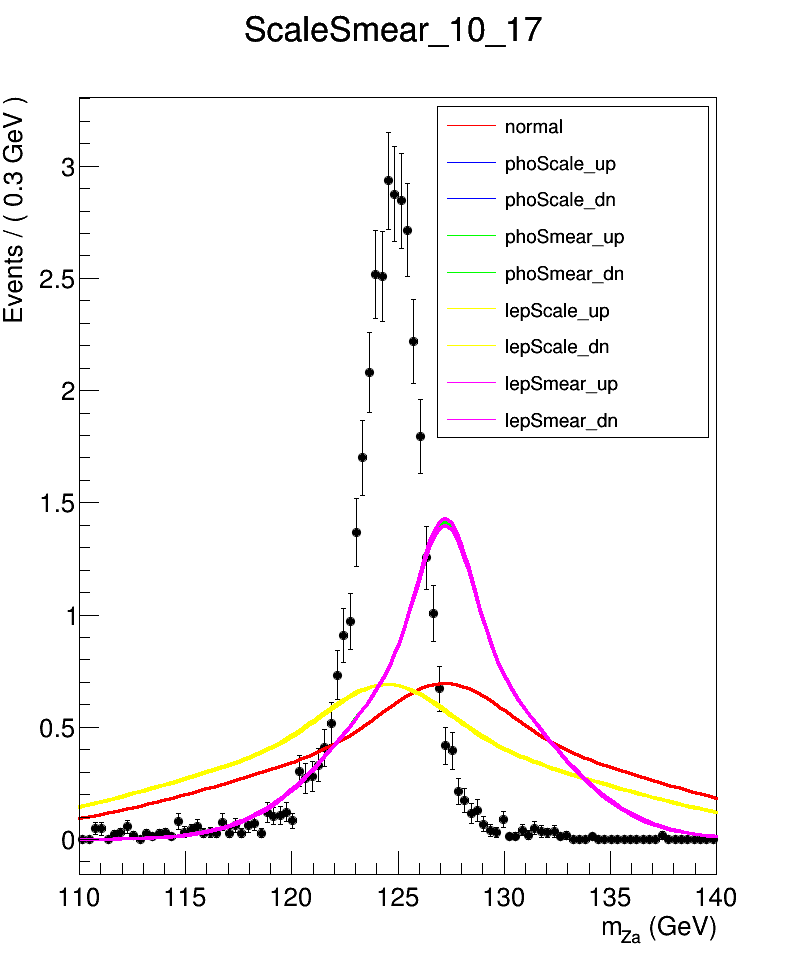 ScaleSmear_10_17
Events / ( 0.3 GeV )
3
2.5
2
1.5
1
0.5
0
normal
phoScale_up
phoScale_dn
phoSmear_up
phoSmear_dn
lepScale_up
lepScale_dn
lepSmear_up
lepSmear_dn
110 115 120 125 130 135 140
m_Za (GeV)